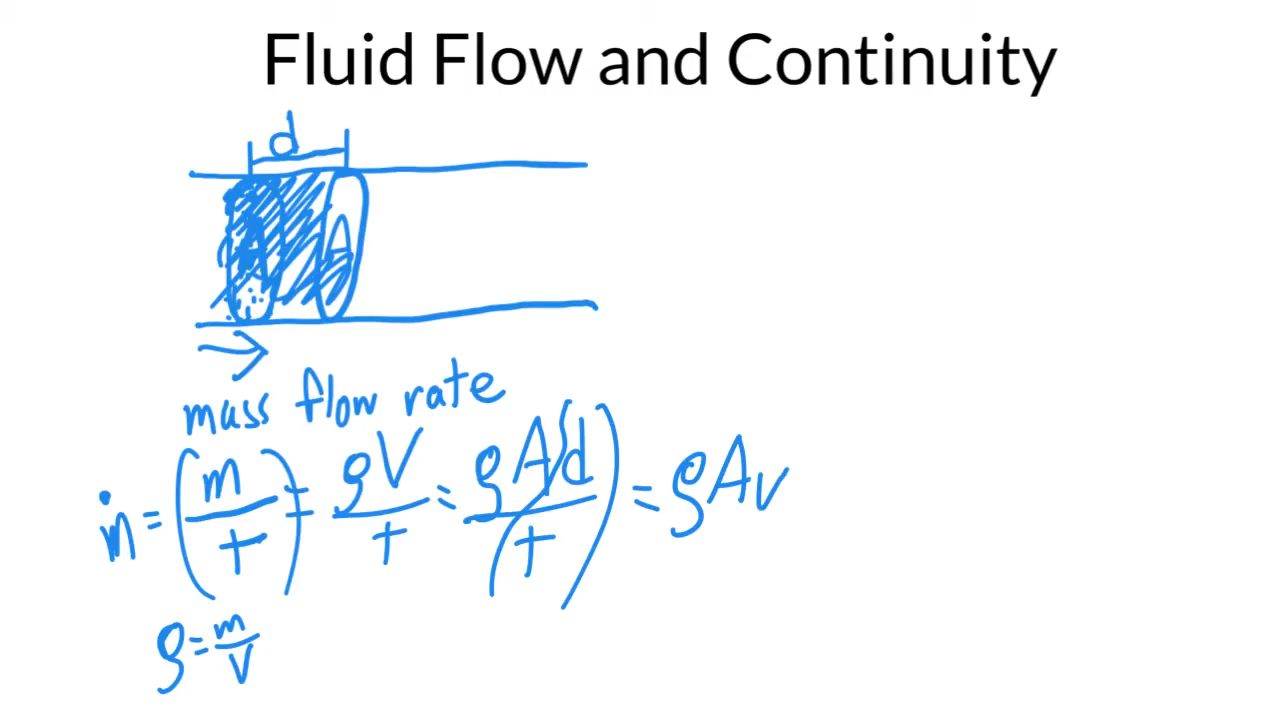 Fluid Flow and Continuity
d
A A
mass flow rate
ṁ = (m/t) = ρV/t = ρA(d/t) = ρAv
ρ = m/V